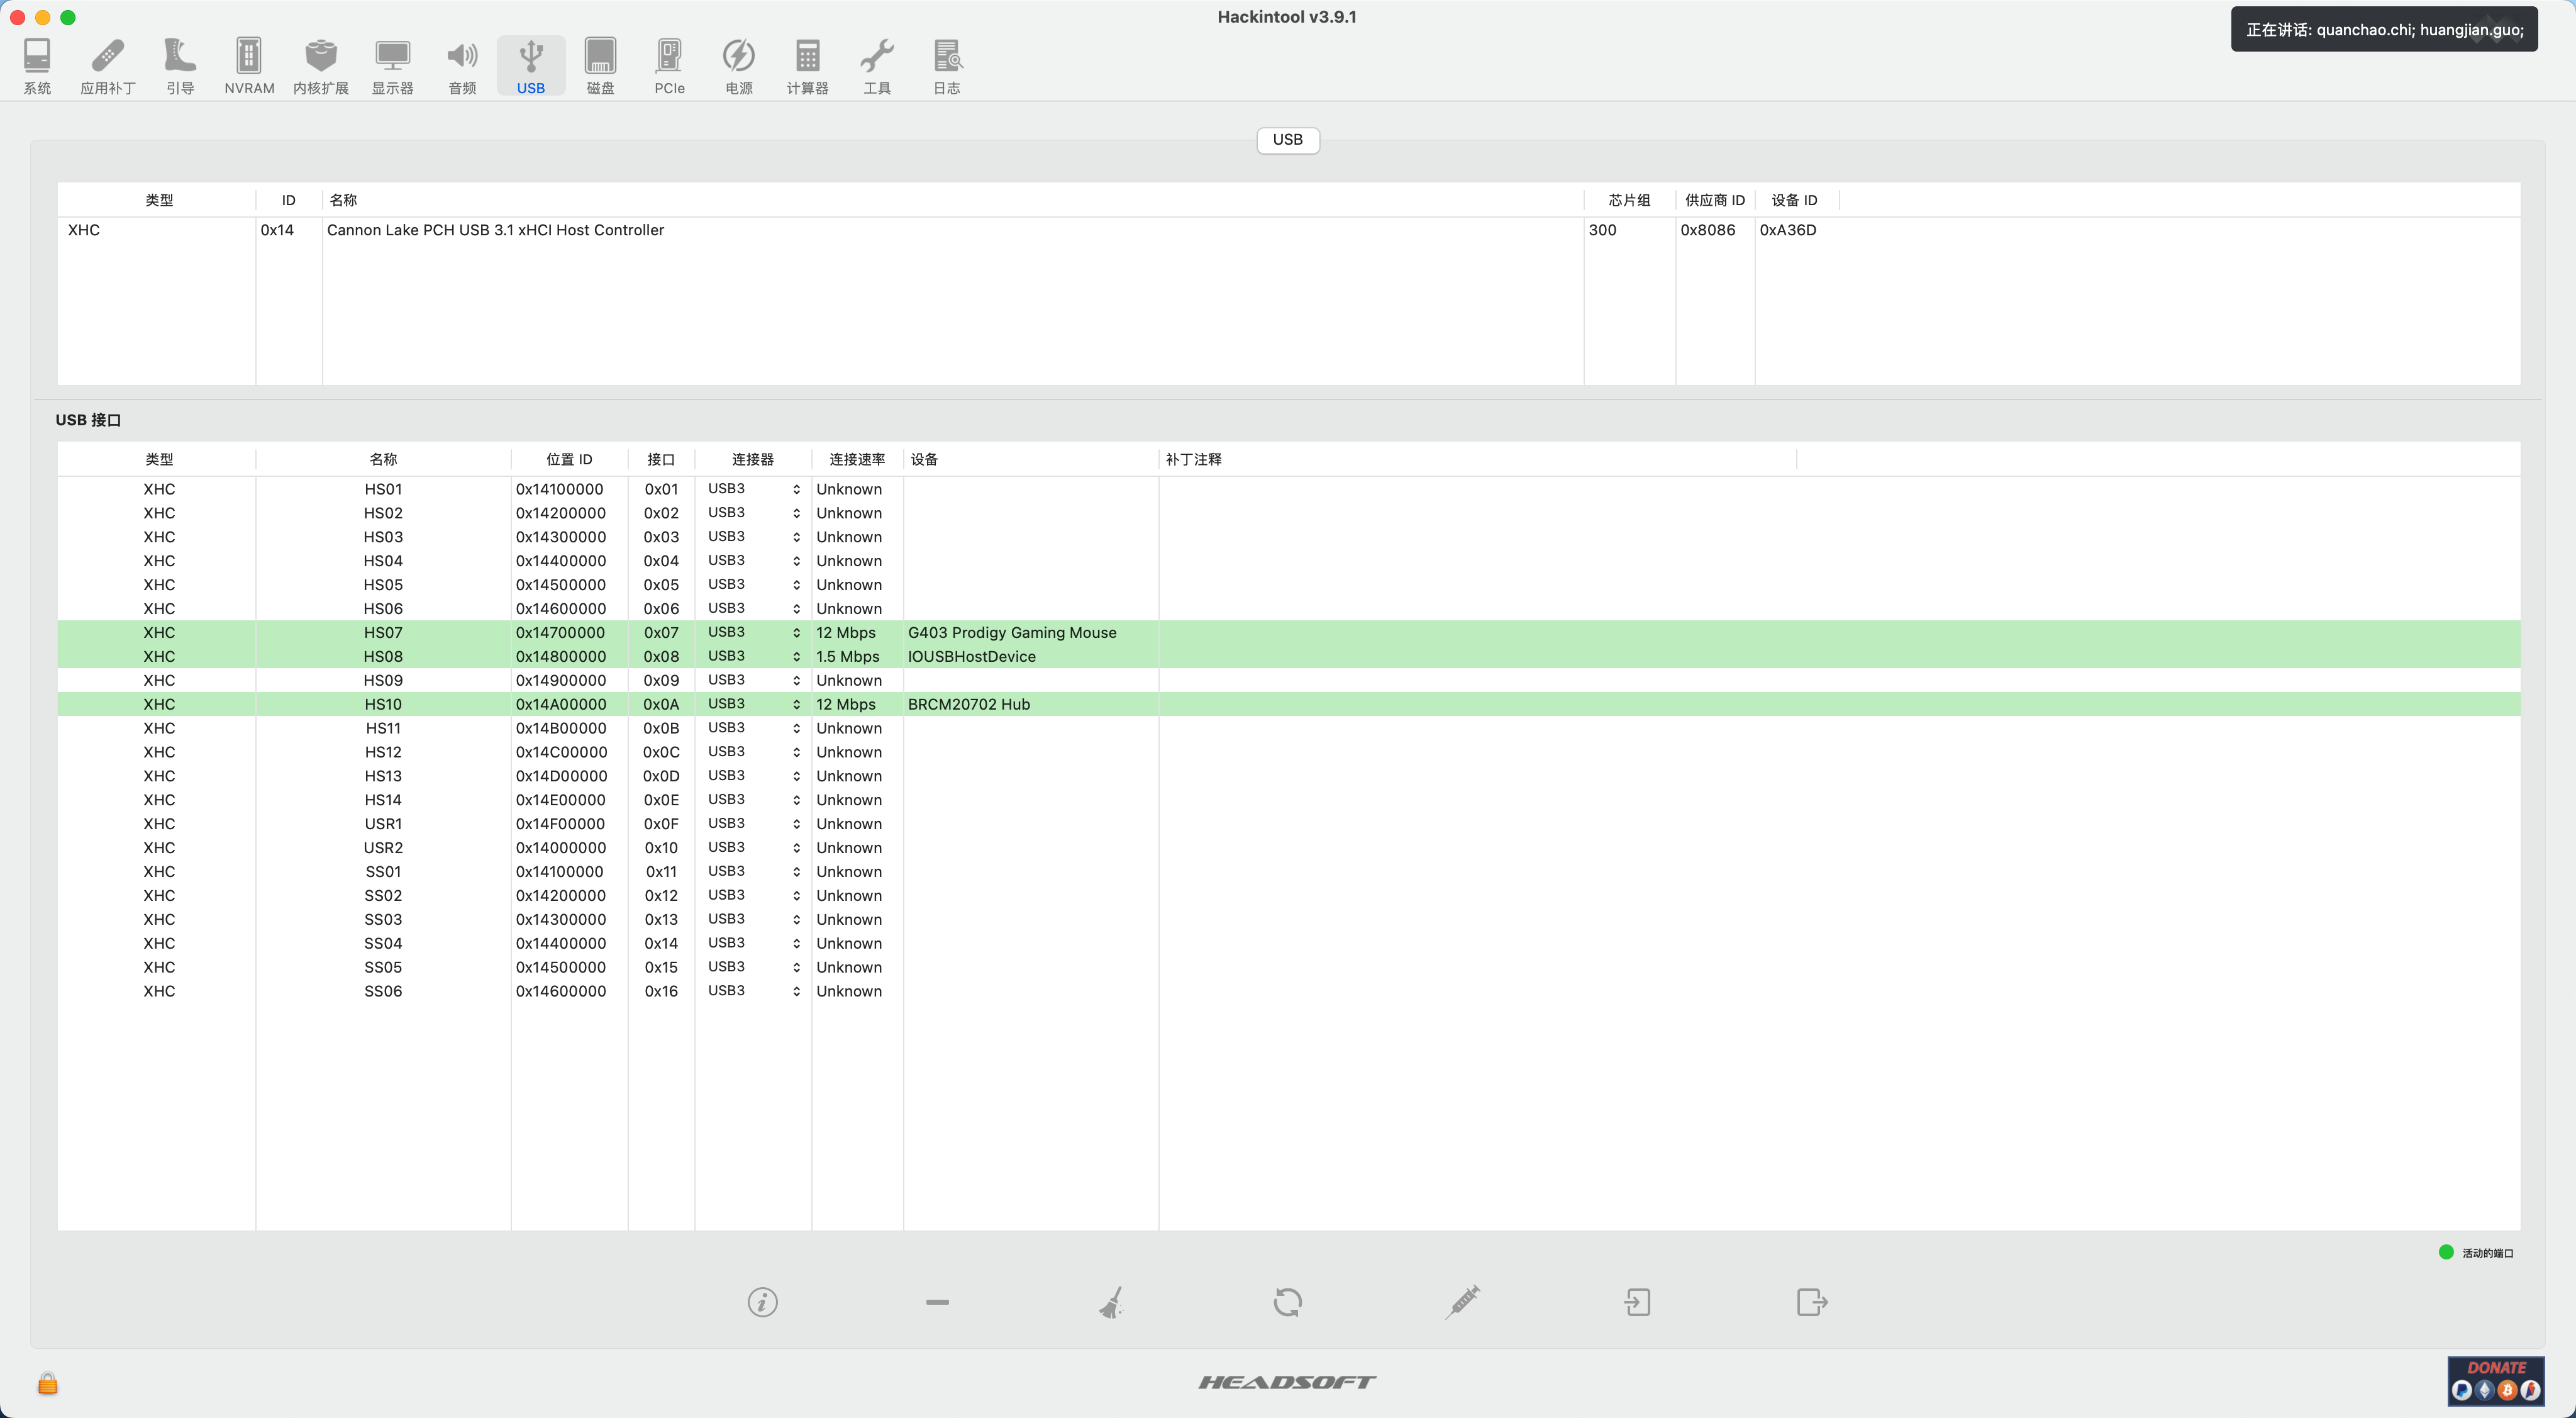 Hackintool v3.9.1
正在讲话: quanchao.chi; huangjian.guo;
系统 应用补丁 引导 NVRAM 内核扩展 显示器 音频 USB 磁盘 PCIe 电源 计算器 工具 日志
USB
类型 ID 名称 芯片组 供应商 ID 设备 ID
XHC 0x14 Cannon Lake PCH USB 3.1 xHCI Host Controller 300 0x8086 0xA36D
USB 接口
类型 名称 位置 ID 接口 连接器 连接速率 设备 补丁注释
XHC HS01 0x14100000 0x01 USB3 Unknown
XHC HS02 0x14200000 0x02 USB3 Unknown
XHC HS03 0x14300000 0x03 USB3 Unknown
XHC HS04 0x14400000 0x04 USB3 Unknown
XHC HS05 0x14500000 0x05 USB3 Unknown
XHC HS06 0x14600000 0x06 USB3 Unknown
XHC HS07 0x14700000 0x07 USB3 12 Mbps G403 Prodigy Gaming Mouse
XHC HS08 0x14800000 0x08 USB3 1.5 Mbps IOUSBHostDevice
XHC HS09 0x14900000 0x09 USB3 Unknown
XHC HS10 0x14A00000 0x0A USB3 12 Mbps BRCM20702 Hub
XHC HS11 0x14B00000 0x0B USB3 Unknown
XHC HS12 0x14C00000 0x0C USB3 Unknown
XHC HS13 0x14D00000 0x0D USB3 Unknown
XHC HS14 0x14E00000 0x0E USB3 Unknown
XHC USR1 0x14F00000 0x0F USB3 Unknown
XHC USR2 0x14000000 0x10 USB3 Unknown
XHC SS01 0x14100000 0x11 USB3 Unknown
XHC SS02 0x14200000 0x12 USB3 Unknown
XHC SS03 0x14300000 0x13 USB3 Unknown
XHC SS04 0x14400000 0x14 USB3 Unknown
XHC SS05 0x14500000 0x15 USB3 Unknown
XHC SS06 0x14600000 0x16 USB3 Unknown
活动的端口
HEADSOFT
DONATE